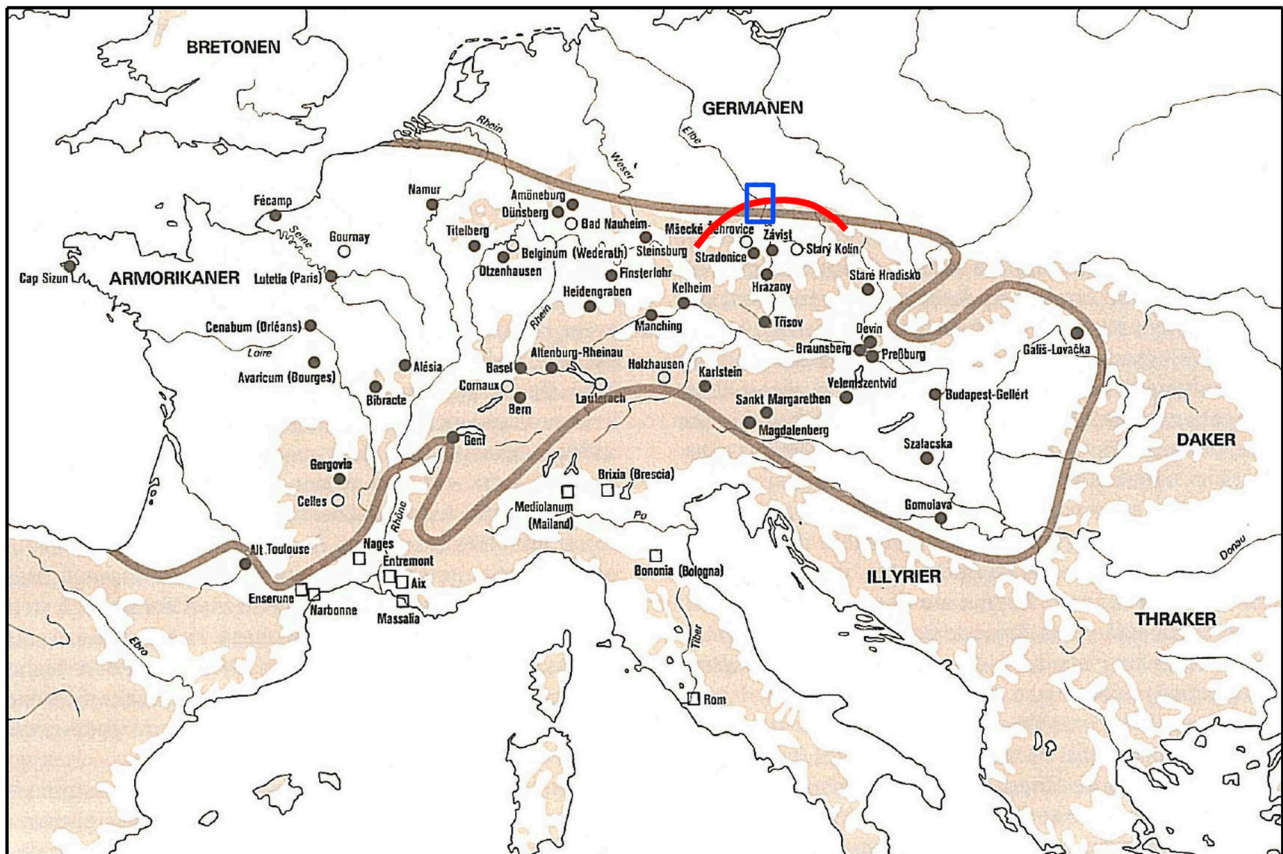 BRETONEN
GERMANEN
Rhein
Elbe
Weser
Fécamp
Namur
Amöneburg
Dünsberg
Bad Nauheim
Seine
Gournay
Titelberg
Belginum (Wederath)
Otzenhausen
Steinsburg
Mšecké Žehrovice
Stradonice
Závist
Starý Kolín
Hrazany
Cap Sizun
ARMORIKANER
Lutetia (Paris)
Finsterlohr
Staré Hradisko
Heidengraben
Kelheim
Rhein
Manching
Třísov
Cenabum (Orléans)
Loire
Avaricum (Bourges)
Alésia
Bibracte
Basel
Altenburg-Rheinau
Cornaux
Bern
Lauterach
Holzhausen
Karlstein
Devin
Braunsberg
Preßburg
Velemszentvid
Gališ-Lovačka
Sankt Margarethen
Magdalenberg
Budapest-Gellért
Genf
Szalacska
DAKER
Gergovia
Celles
Brixia (Brescia)
Mediolanum
(Mailand)
Po
Gomolava
Rhône
Alt Toulouse
Nages
Entremont
Aix
Massalia
Enserune
Narbonne
Bononia (Bologna)
ILLYRIER
Donau
THRAKER
Ebro
Tiber
Rom